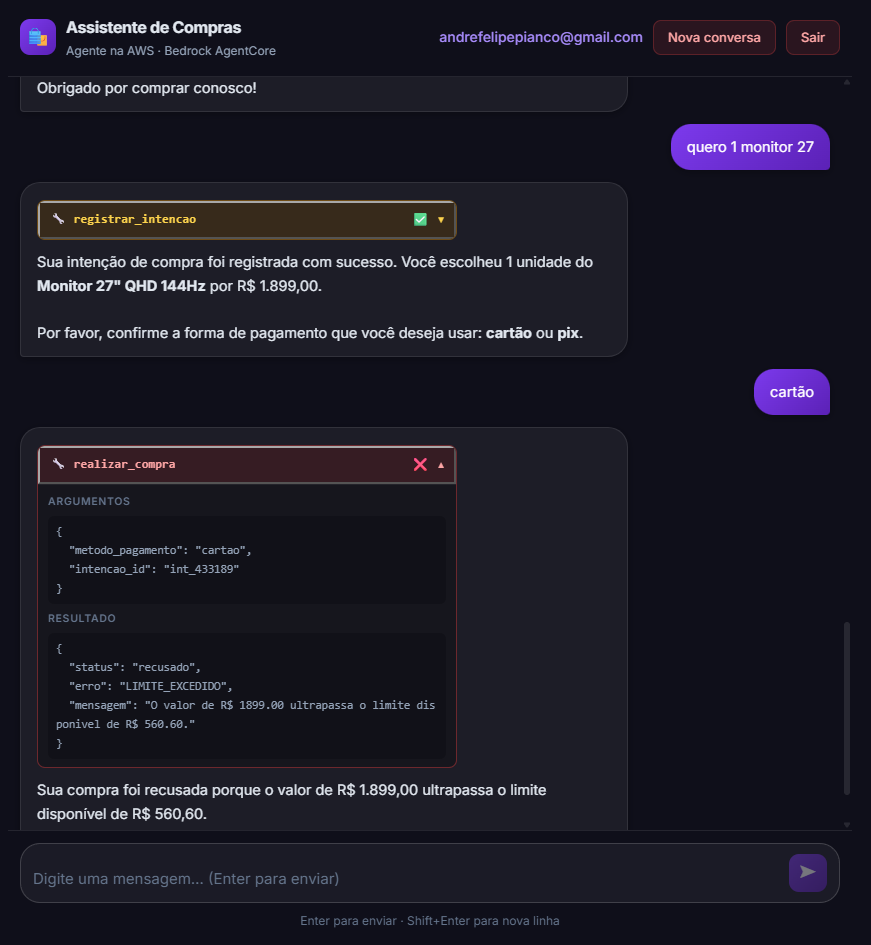 Assistente de Compras
Agente na AWS · Bedrock AgentCore
andrefelipepianco@gmail.com
Nova conversa
Sair
Obrigado por comprar conosco!
quero 1 monitor 27
registrar_intencao
Sua intenção de compra foi registrada com sucesso. Você escolheu 1 unidade do
Monitor 27" QHD 144Hz por R$ 1.899,00.
Por favor, confirme a forma de pagamento que você deseja usar: cartão ou pix.
cartão
realizar_compra
ARGUMENTOS
{
"metodo_pagamento": "cartao",
"intencao_id": "int_433189"
}
RESULTADO
{
"status": "recusado",
"erro": "LIMITE_EXCEDIDO",
"mensagem": "O valor de R$ 1899.00 ultrapassa o limite dis
ponivel de R$ 560.60."
}
Sua compra foi recusada porque o valor de R$ 1.899,00 ultrapassa o limite
disponível de R$ 560,60.
Digite uma mensagem... (Enter para enviar)
Enter para enviar · Shift+Enter para nova linha